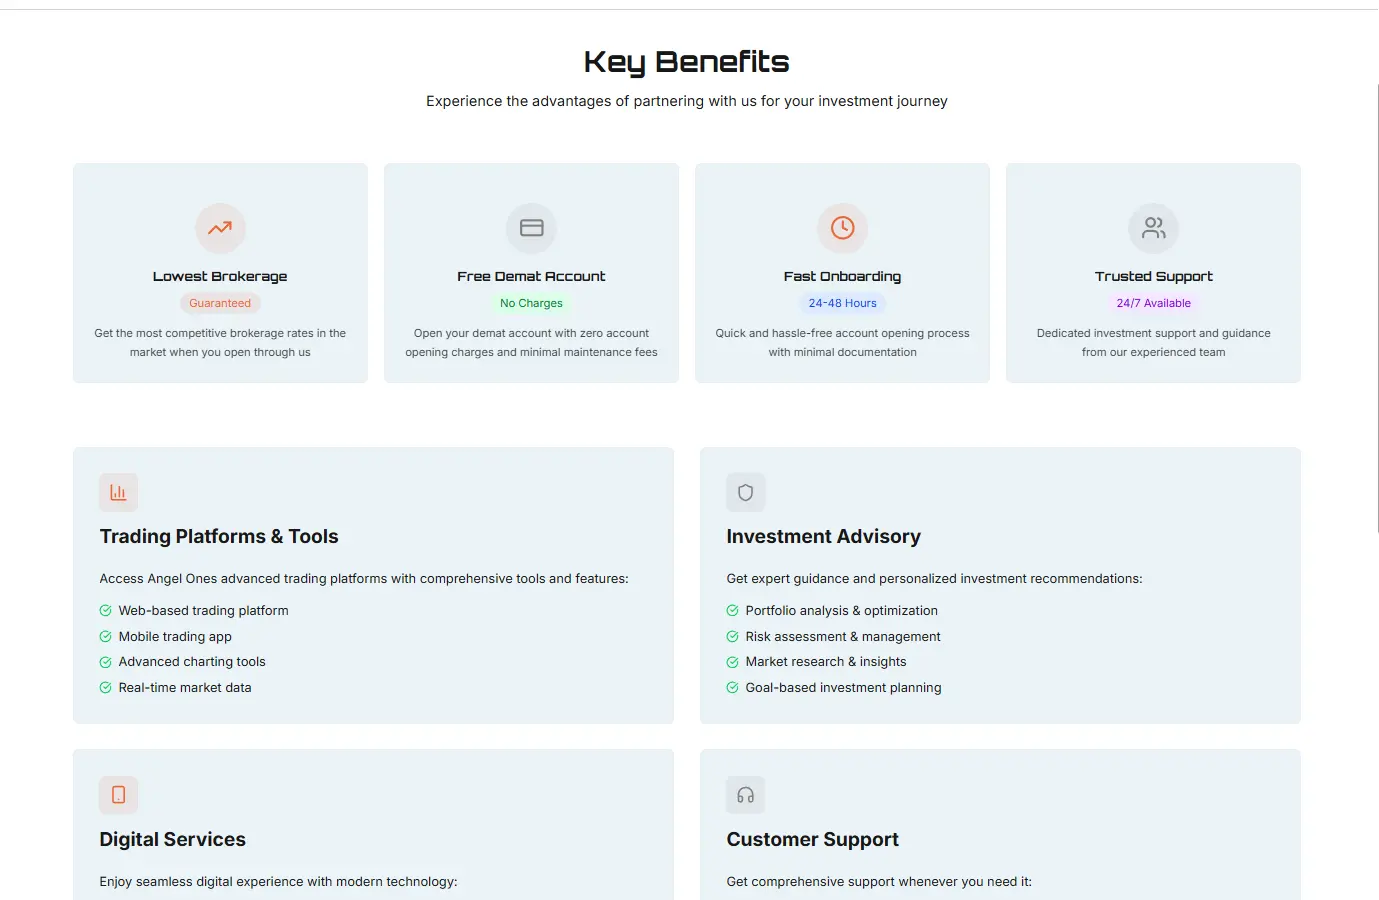 Key Benefits
Experience the advantages of partnering with us for your investment journey
Lowest Brokerage
Guaranteed
Get the most competitive brokerage rates in the
market when you open through us
Free Demat Account
No Charges
Open your demat account with zero account
opening charges and minimal maintenance fees
Fast Onboarding
24-48 Hours
Quick and hassle-free account opening process
with minimal documentation
Trusted Support
24/7 Available
Dedicated investment support and guidance
from our experienced team
Trading Platforms & Tools
Access Angel Ones advanced trading platforms with comprehensive tools and features:
Web-based trading platform
Mobile trading app
Advanced charting tools
Real-time market data
Investment Advisory
Get expert guidance and personalized investment recommendations:
Portfolio analysis & optimization
Risk assessment & management
Market research & insights
Goal-based investment planning
Digital Services
Enjoy seamless digital experience with modern technology:
Customer Support
Get comprehensive support whenever you need it: